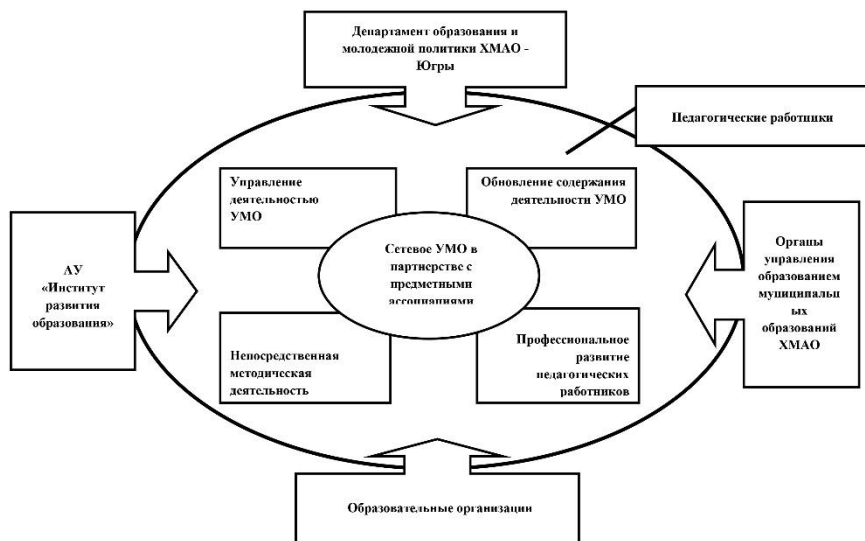 Департамент образования и
молодежной политики ХМАО -
Югры
Педагогические работники
Управление
деятельностью
УМО
Обновление содержания
деятельности УМО
АУ
«Институт
развития
образования»
Сетевое УМО в
партнерстве с
предметными
ассоциациями
Органы
управления
образованием
муниципальн
ых
образований
ХМАО
Непосредственная
методическая
деятельность
Профессиональное
развитие
педагогических
работников
Образовательные организации